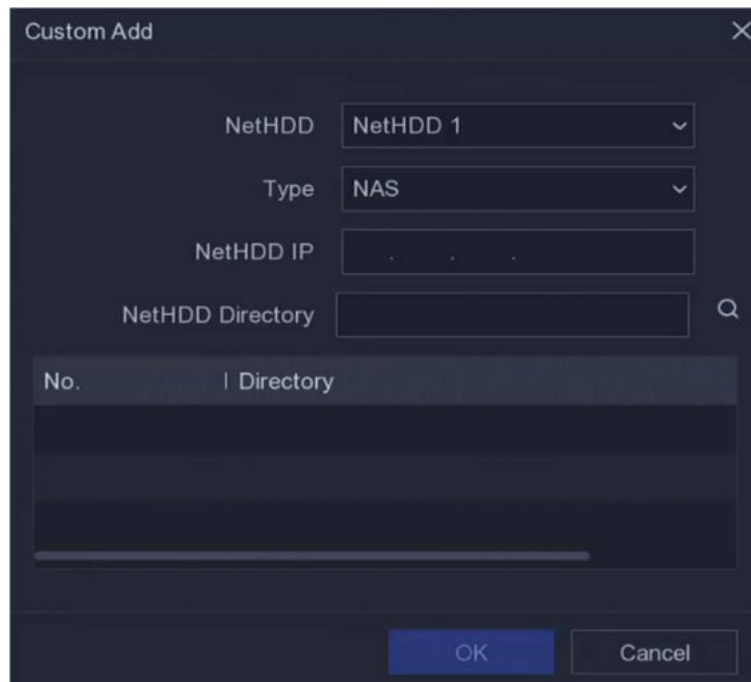 Custom Add
NetHDD NetHDD 1
Type NAS
NetHDD IP . . .
NetHDD Directory
No. Directory
OK Cancel